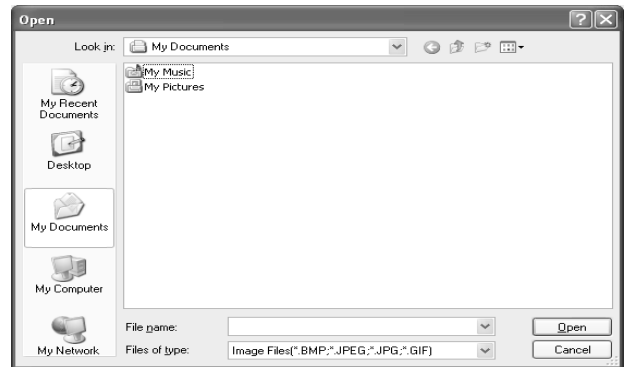 Open
Look in: My Documents
My Music
My Pictures
My Recent
Documents
Desktop
My Documents
My Computer
My Network
File name:
Open
Files of type: Image Files(*.BMP;*.JPEG;*.JPG;*.GIF)
Cancel